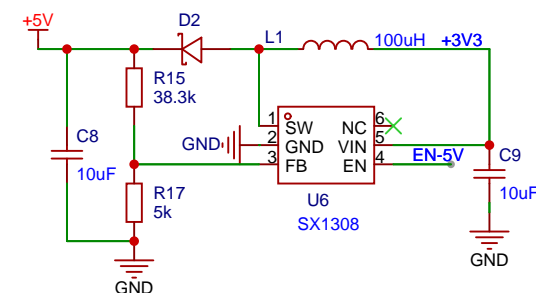 +5V
D2
L1
100uH
+3V3
R15
38.3k
C8
10uF
R17
5k
GND
GND
1
2
3
SW
GND
FB
NC
VIN
EN
6
5
4
EN-5V
U6
SX1308
C9
10uF
GND